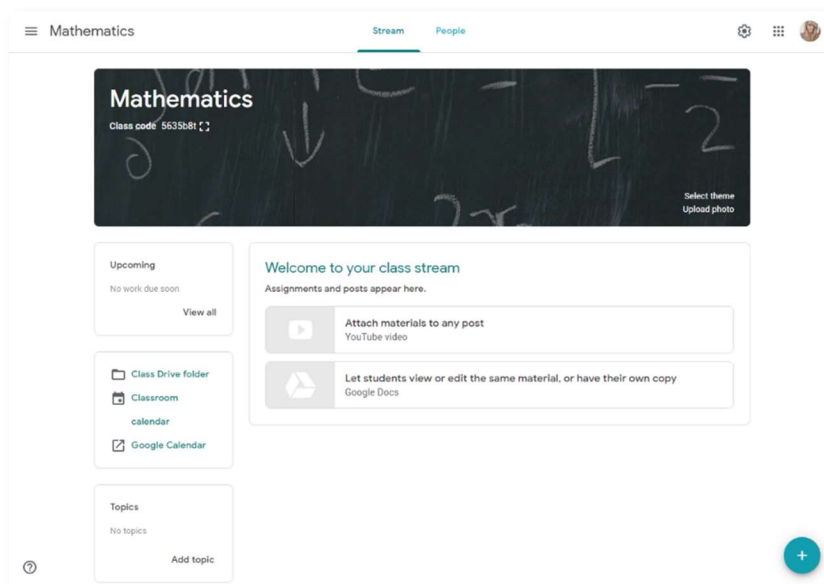 Mathematics
Stream
People
Mathematics
Class code 5635b8t
Select theme
Upload photo
Upcoming
No work due soon
View all
Class Drive folder
Classroom
calendar
Google Calendar
Topics
No topics
Add topic
Welcome to your class stream
Assignments and posts appear here.
Attach materials to any post
YouTube video
Let students view or edit the same material, or have their own copy
Google Docs